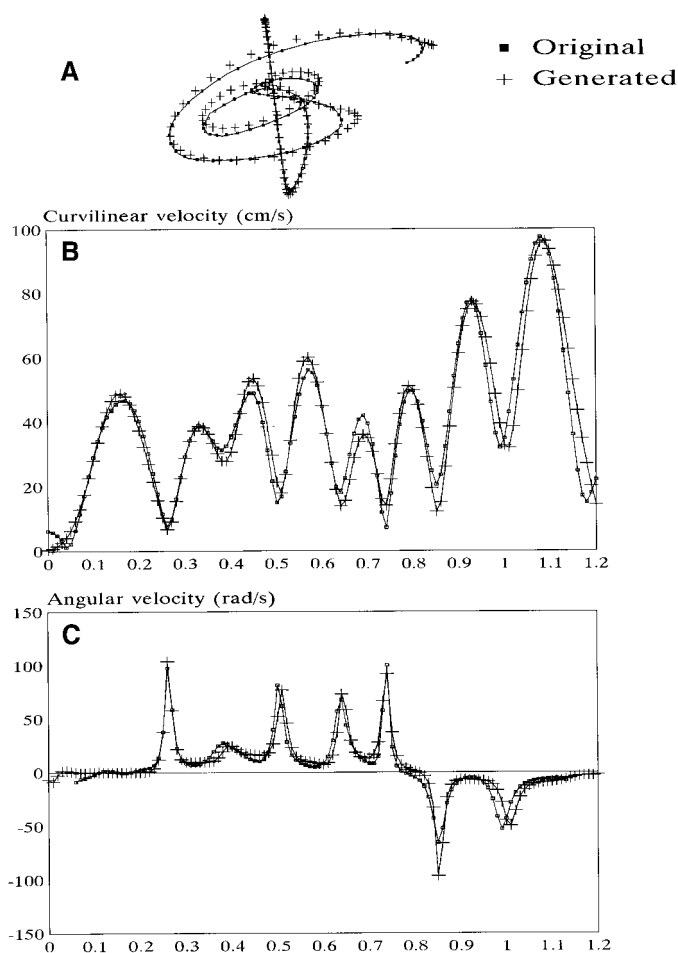 A
Original
Generated
Curvilinear velocity (cm/s)
B
100
80
60
40
20
0
0 0.1 0.2 0.3 0.4 0.5 0.6 0.7 0.8 0.9 1 1.1 1.2
Angular velocity (rad/s)
C
150
100
50
0
-50
-100
-150
0 0.1 0.2 0.3 0.4 0.5 0.6 0.7 0.8 0.9 1 1.1 1.2